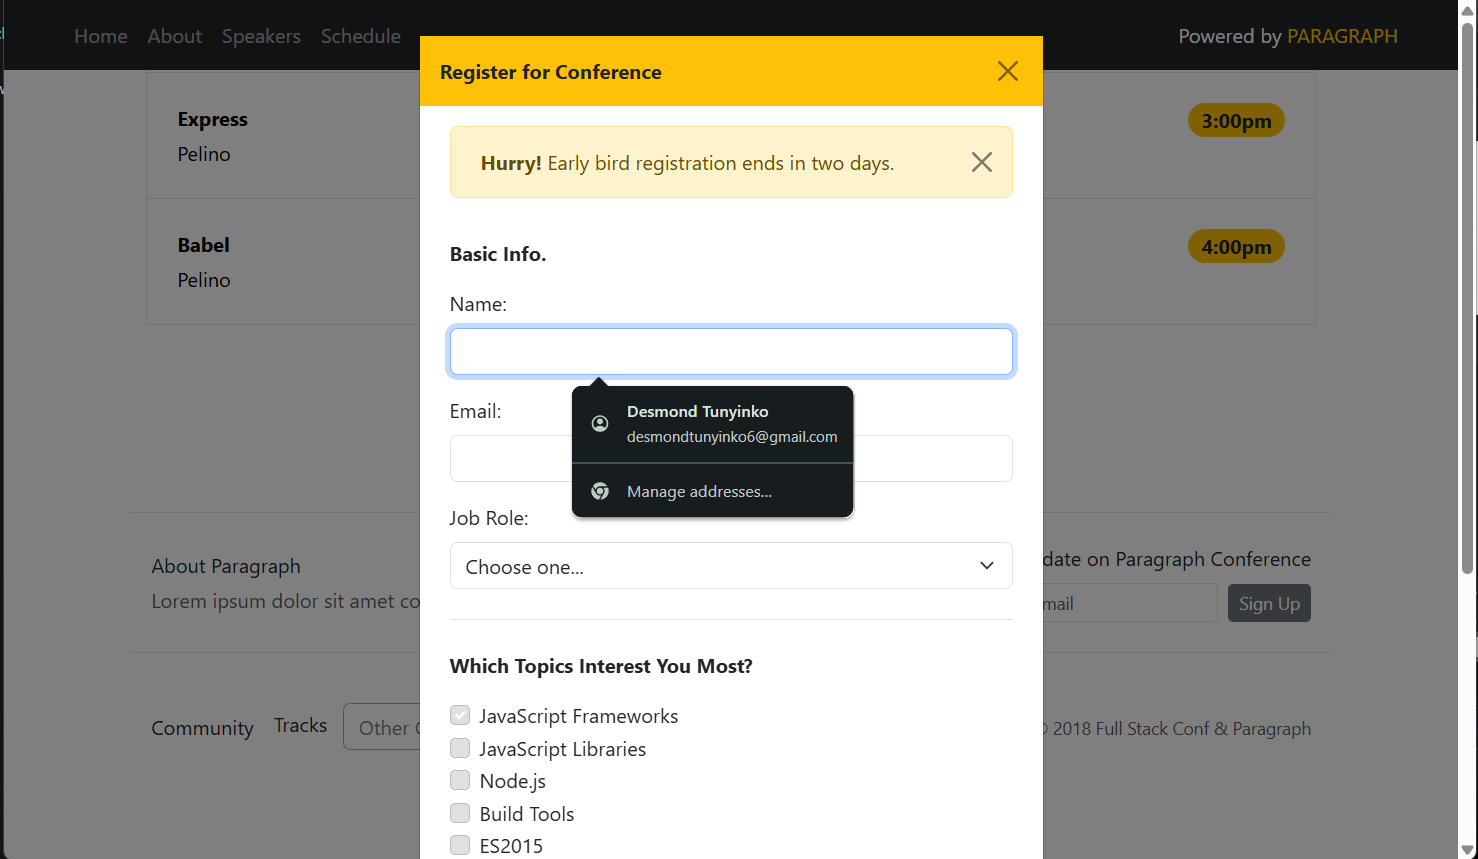 Home About Speakers Schedule
Powered by PARAGRAPH
Register for Conference
Express
Pelino
3:00pm
Hurry! Early bird registration ends in two days.
Babel
Pelino
4:00pm
Basic Info.
Name:
Email:
Desmond Tunyinko
desmondtunyinko6@gmail.com
Manage addresses...
Job Role:
Choose one...
About Paragraph
Lorem ipsum dolor sit amet co
date on Paragraph Conference
mail
Sign Up
Which Topics Interest You Most?
JavaScript Frameworks
JavaScript Libraries
Node.js
Build Tools
ES2015
Community Tracks Other
© 2018 Full Stack Conf & Paragraph